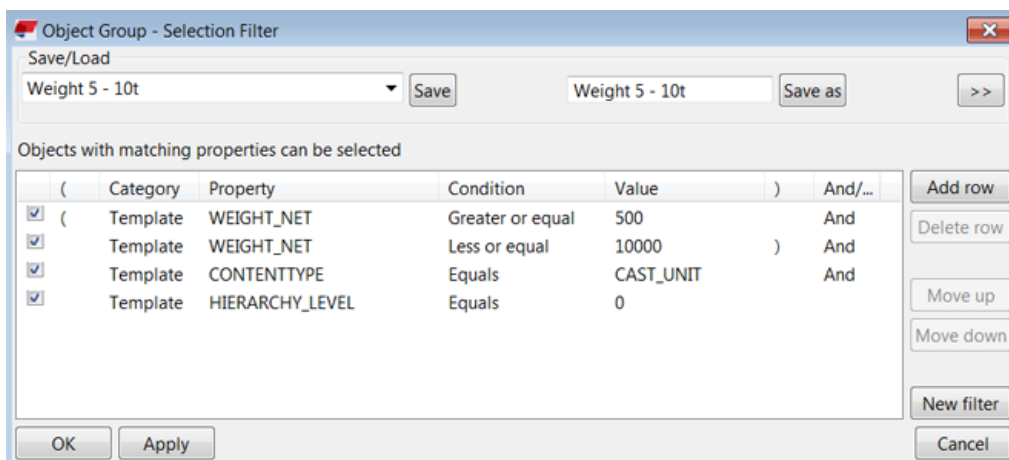 Object Group - Selection Filter
Save/Load
Weight 5 - 10t Save Weight 5 - 10t Save as >>
Objects with matching properties can be selected
( Category Property Condition Value ) And/... Add row
( Template WEIGHT_NET Greater or equal 500 And
Delete row
Template WEIGHT_NET Less or equal 10000 ) And
Template CONTENTTYPE Equals CAST_UNIT And
Move up
Template HIERARCHY_LEVEL Equals 0
Move down
New filter
OK Apply Cancel